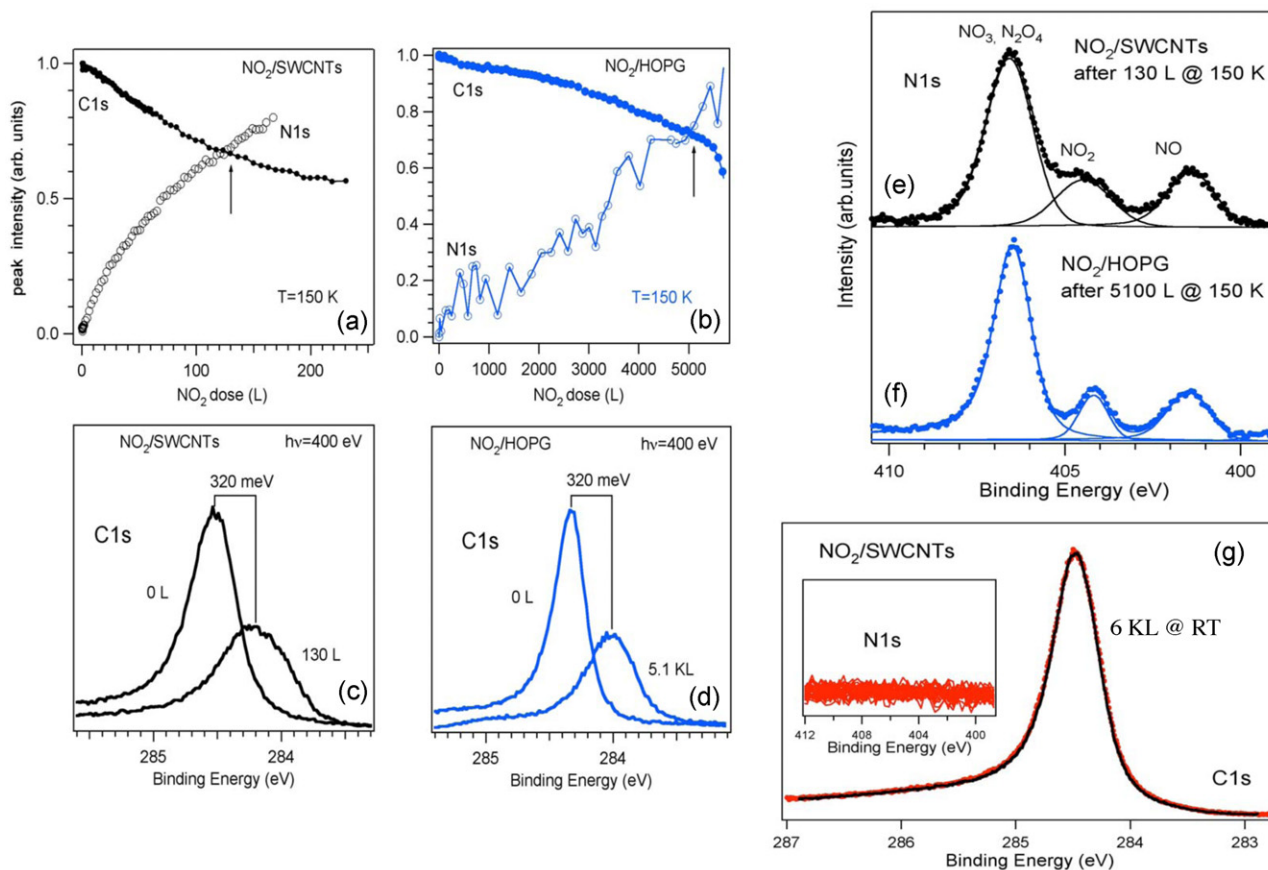 NO₂/SWCNTs
C1s
N1s
T=150 K
(a)
peak intensity (arb. units)
1.0
0.5
0.0
0 100 200
NO₂ dose (L)
NO₂/HOPG
C1s
N1s
T=150 K
(b)
1.0
0.8
0.6
0.4
0.2
0.0
0 1000 2000 3000 4000 5000
NO₂ dose (L)
NO₂/SWCNTs hν=400 eV
320 meV
C1s
0 L
130 L
(c)
285 284
Binding Energy (eV)
NO₂/HOPG hν=400 eV
320 meV
C1s
0 L
5.1 KL
(d)
285 284
Binding Energy (eV)
NO₃, N₂O₄
NO₂/SWCNTs
after 130 L @ 150 K
N1s
NO₂
NO
(e)
NO₂/HOPG
after 5100 L @ 150 K
(f)
Intensity (arb.units)
410 405 400
Binding Energy (eV)
NO₂/SWCNTs
(g)
N1s
412 408 404 400
Binding Energy (eV)
6 KL @ RT
C1s
287 286 285 284 283
Binding Energy (eV)